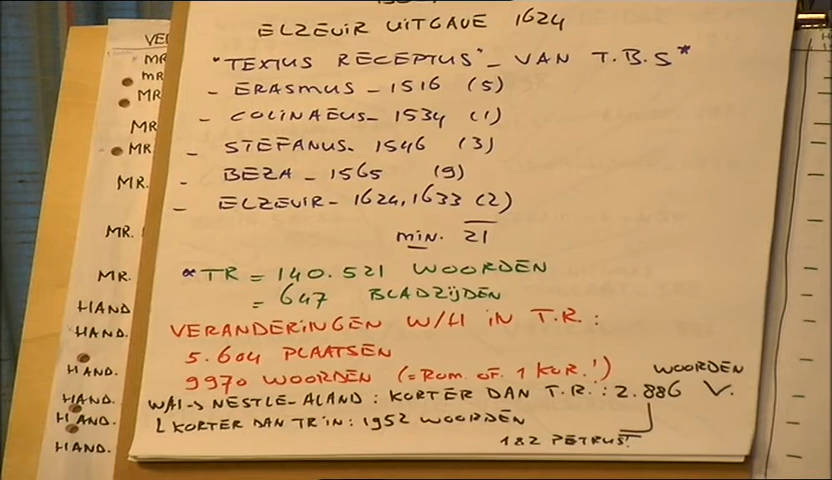 ELZEVIR UITGAVE 1624
"TEXTUS RECEPTUS" - VAN T.B.S*
- ERASMUS - 1516 (5)
- COLINAEUS - 1534 (1)
- STEFANUS - 1546 (3)
- BEZA - 1565 (9)
- ELZEVIR - 1624, 1633 (2)
min. 21
*TR = 140.521 WOORDEN
= 647 BLADZIJDEN
VERANDERINGEN W/H IN T.R.:
5.604 PLAATSEN
9970 WOORDEN (=ROM. OF. 1 KOR.!)
NESTLE-ALAND : KORTER DAN T.R. : 2.886 WOORDEN V.
KORTER DAN TR IN: 1952 WOORDEN
182 PETRUS!
MR.
MR.
MR.
MR.
MR.
MR.
MR.
MR.
HAND.
HAND.
HAND.
HAND.
HAND.
HAND.